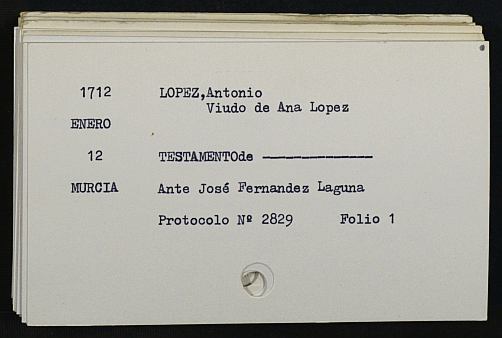 1712 LOPEZ,Antonio
Viudo de Ana Lopez
ENERO
12 TESTAMENTOde ---------------
MURCIA Ante José Fernandez Laguna
Protocolo Nº 2829 Folio 1